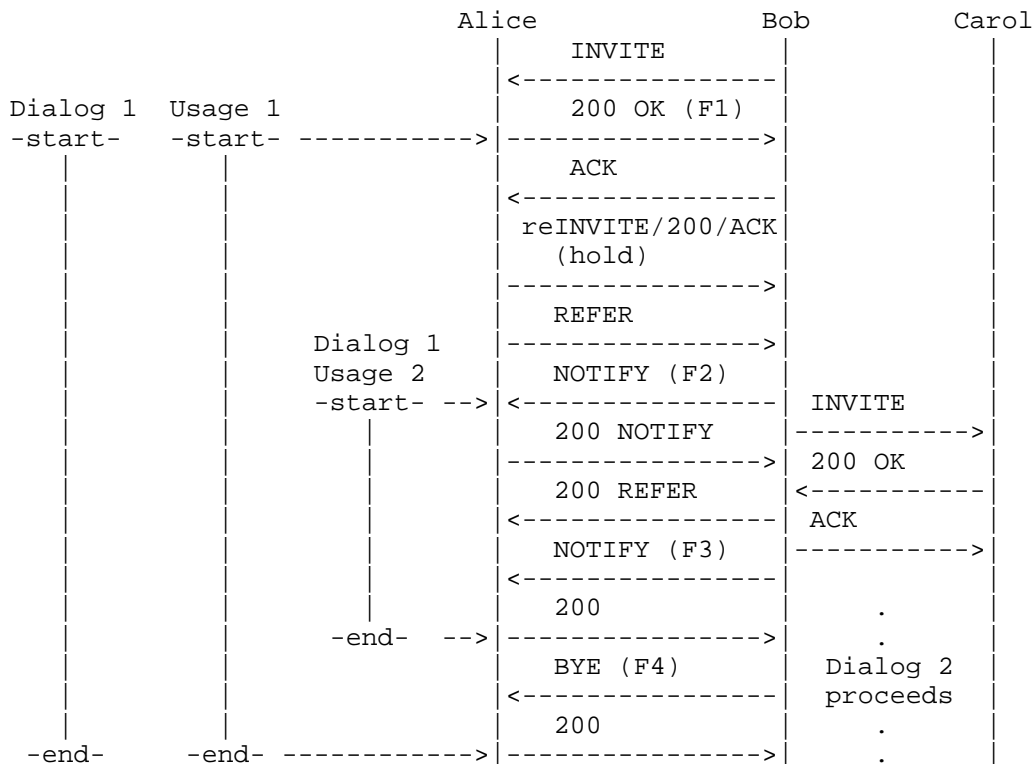 Alice Bob Carol
INVITE
Dialog 1 Usage 1 200 OK (F1)
-start- -start-
ACK
reINVITE/200/ACK
(hold)
REFER
Dialog 1
Usage 2 NOTIFY (F2)
-start- INVITE
200 NOTIFY
200 OK
200 REFER
ACK
NOTIFY (F3)
200 .
-end- .
BYE (F4) Dialog 2
proceeds
200 .
-end- -end- .